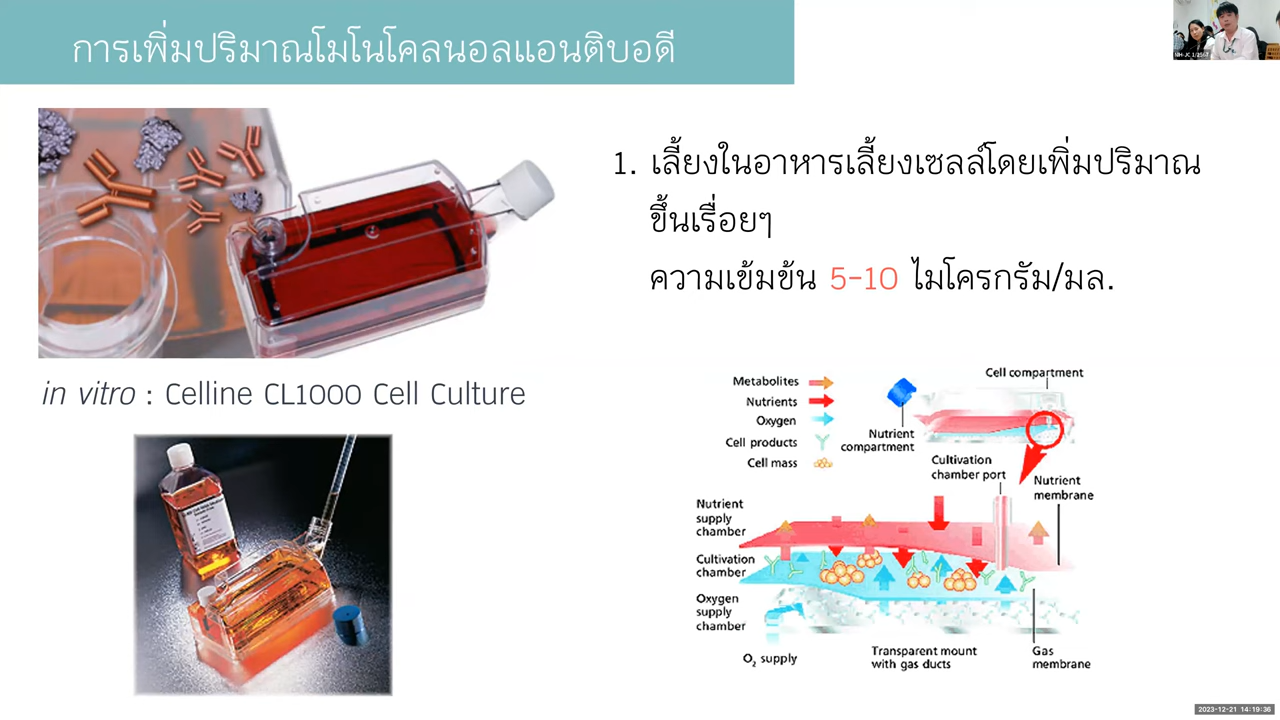 การเพิ่มปริมาณโมโนโคลนอลแอนติบอดี
1. เลี้ยงในอาหารเลี้ยงเซลล์โดยเพิ่มปริมาณ
ขึ้นเรื่อยๆ
ความเข้มข้น 5-10 ไมโครกรัม/มล.
in vitro : Celline CL1000 Cell Culture
Metabolites
Nutrients
Oxygen
Cell products
Cell mass
Cell compartment
Nutrient
compartment
Cultivation
chamber port
Nutrient
membrane
Nutrient
supply
chamber
Cultivation
chamber
Oxygen
supply
chamber
O₂ supply
Transparent mount
with gas ducts
Gas
membrane
2023-12-21 14:19:36